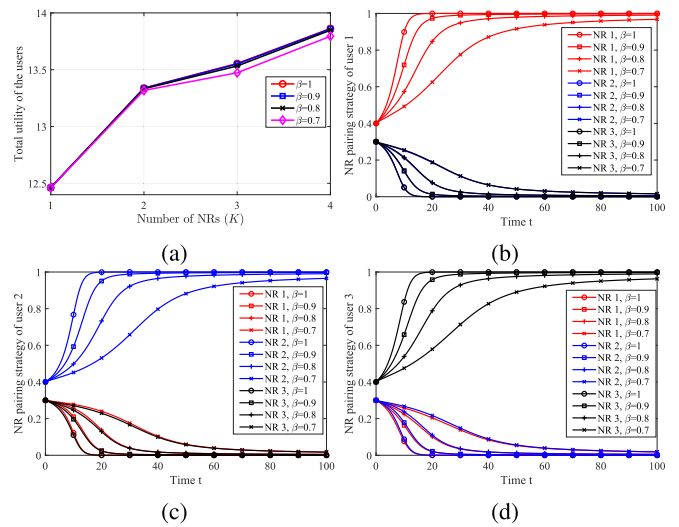 14
13.5
13
12.5
1
2
3
4
Total utility of the users
Number of NRs (K)
β=1
β=0.9
β=0.8
β=0.7
(a)
1
0.8
0.6
0.4
0.2
0
0
20
40
60
80
100
NR pairing strategy of user 1
Time t
NR 1, β=1
NR 1, β=0.9
NR 1, β=0.8
NR 1, β=0.7
NR 2, β=1
NR 2, β=0.9
NR 2, β=0.8
NR 2, β=0.7
NR 3, β=1
NR 3, β=0.9
NR 3, β=0.8
NR 3, β=0.7
(b)
1
0.8
0.6
0.4
0.2
0
0
20
40
60
80
100
NR pairing strategy of user 2
Time t
NR 1, β=1
NR 1, β=0.9
NR 1, β=0.8
NR 1, β=0.7
NR 2, β=1
NR 2, β=0.9
NR 2, β=0.8
NR 2, β=0.7
NR 3, β=1
NR 3, β=0.9
NR 3, β=0.8
NR 3, β=0.7
(c)
1
0.8
0.6
0.4
0.2
0
0
20
40
60
80
100
NR pairing strategy of user 3
Time t
NR 1, β=1
NR 1, β=0.9
NR 1, β=0.8
NR 1, β=0.7
NR 2, β=1
NR 2, β=0.9
NR 2, β=0.8
NR 2, β=0.7
NR 3, β=1
NR 3, β=0.9
NR 3, β=0.8
NR 3, β=0.7
(d)